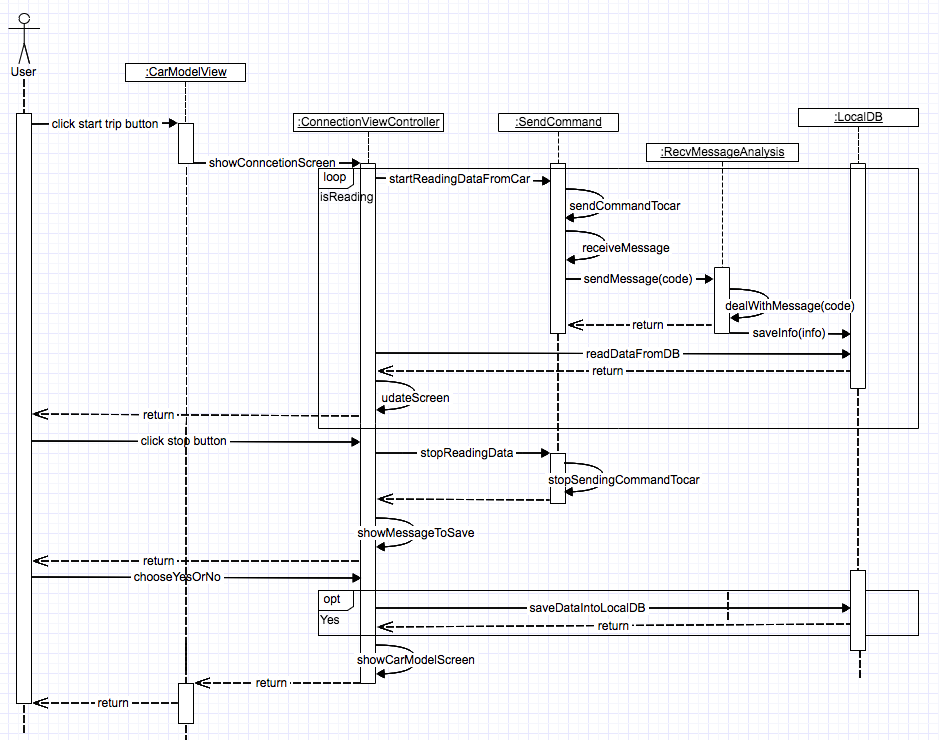 User
:CarModelView
:ConnectionViewController
:SendCommand
:LocalDB
:RecvMessageAnalysis
click start trip button
showConncetionScreen
loop
isReading
startReadingDataFromCar
sendCommandTocar
receiveMessage
sendMessage(code)
dealWithMessage(code)
return
saveInfo(info)
readDataFromDB
return
udateScreen
return
click stop button
stopReadingData
stopSendingCommandTocar
showMessageToSave
return
chooseYesOrNo
opt
Yes
saveDataIntoLocalDB
return
showCarModelScreen
return
return